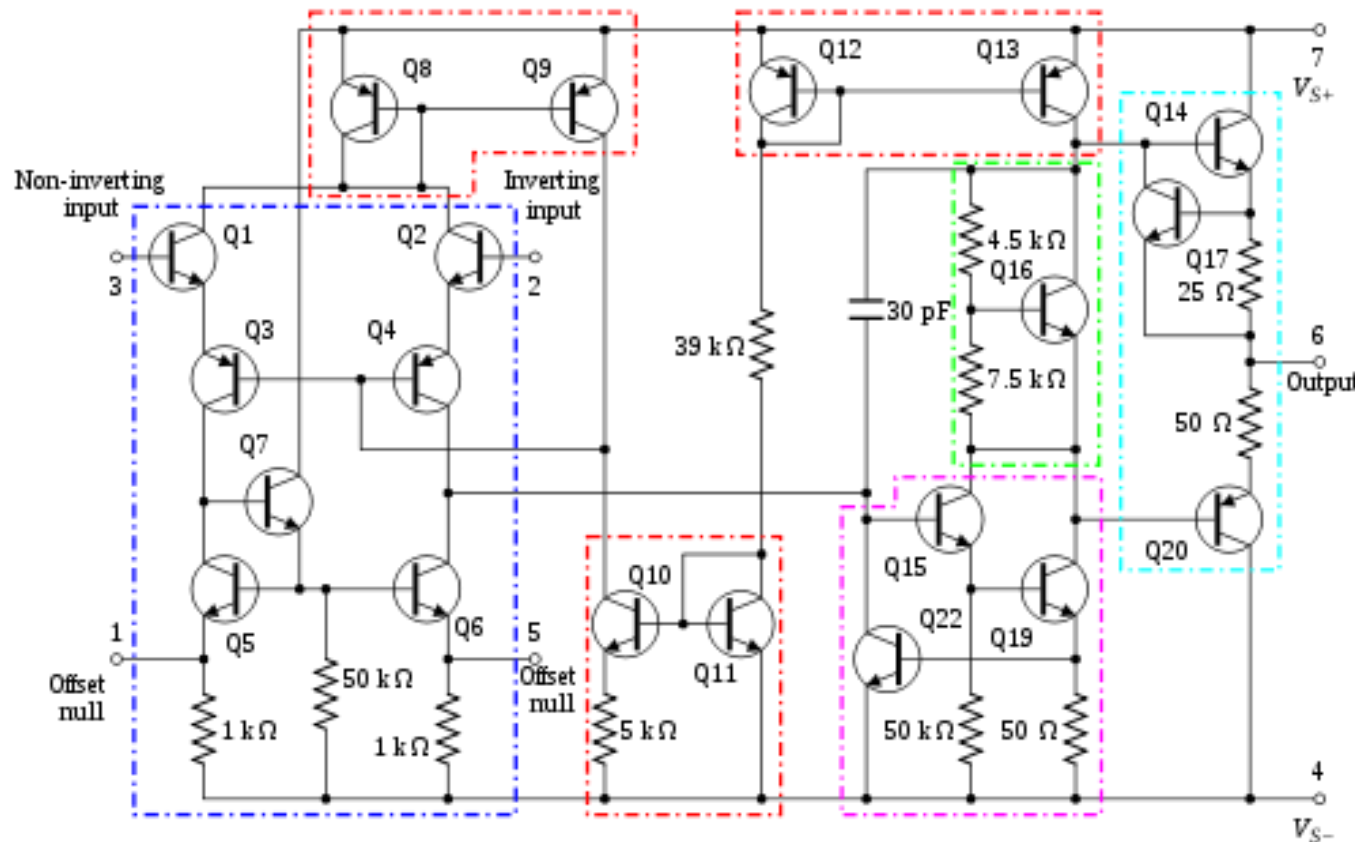 Q8
Q9
Q12
Q13
7
V_{S+}
Q14
Non-inverting
input
Inverting
input
Q1
Q2
3
2
4.5 kΩ
Q16
Q17
25 Ω
30 pF
6
Output
Q3
Q4
39 kΩ
7.5 kΩ
50 Ω
Q7
Q15
Q20
Q10
Q22
Q19
1
Q5
Q6
5
Q11
Offset
null
50 kΩ
Offset
null
1 kΩ
1 kΩ
5 kΩ
50 kΩ
50 Ω
4
V_{S−}